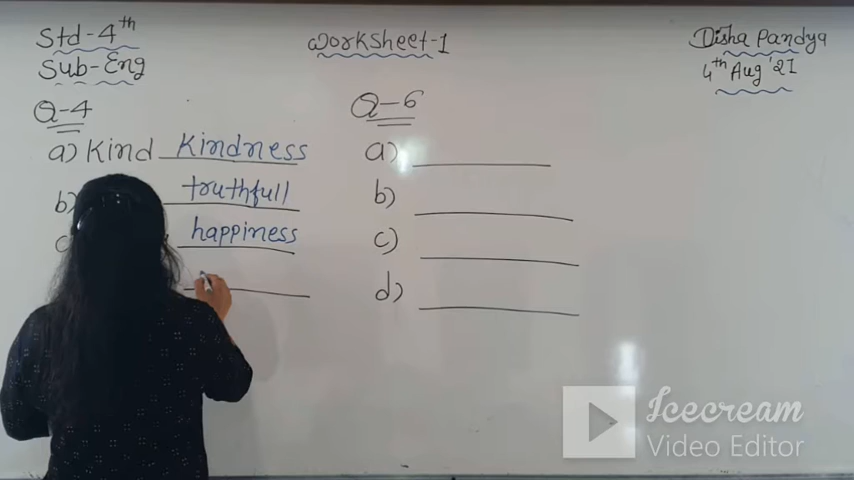 Std-4th
Sub-Eng
Worksheet-1
Disha Pandya
4th Aug '21
Q-4
a) Kind kindness
b) truthfull
c happiness
Q-6
a)
b)
c)
d)
Icecream
Video Editor